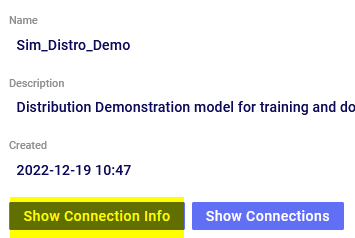 Name
Sim_Distro_Demo
Description
Distribution Demonstration model for training and do
Created
2022-12-19 10:47
Show Connection Info Show Connections